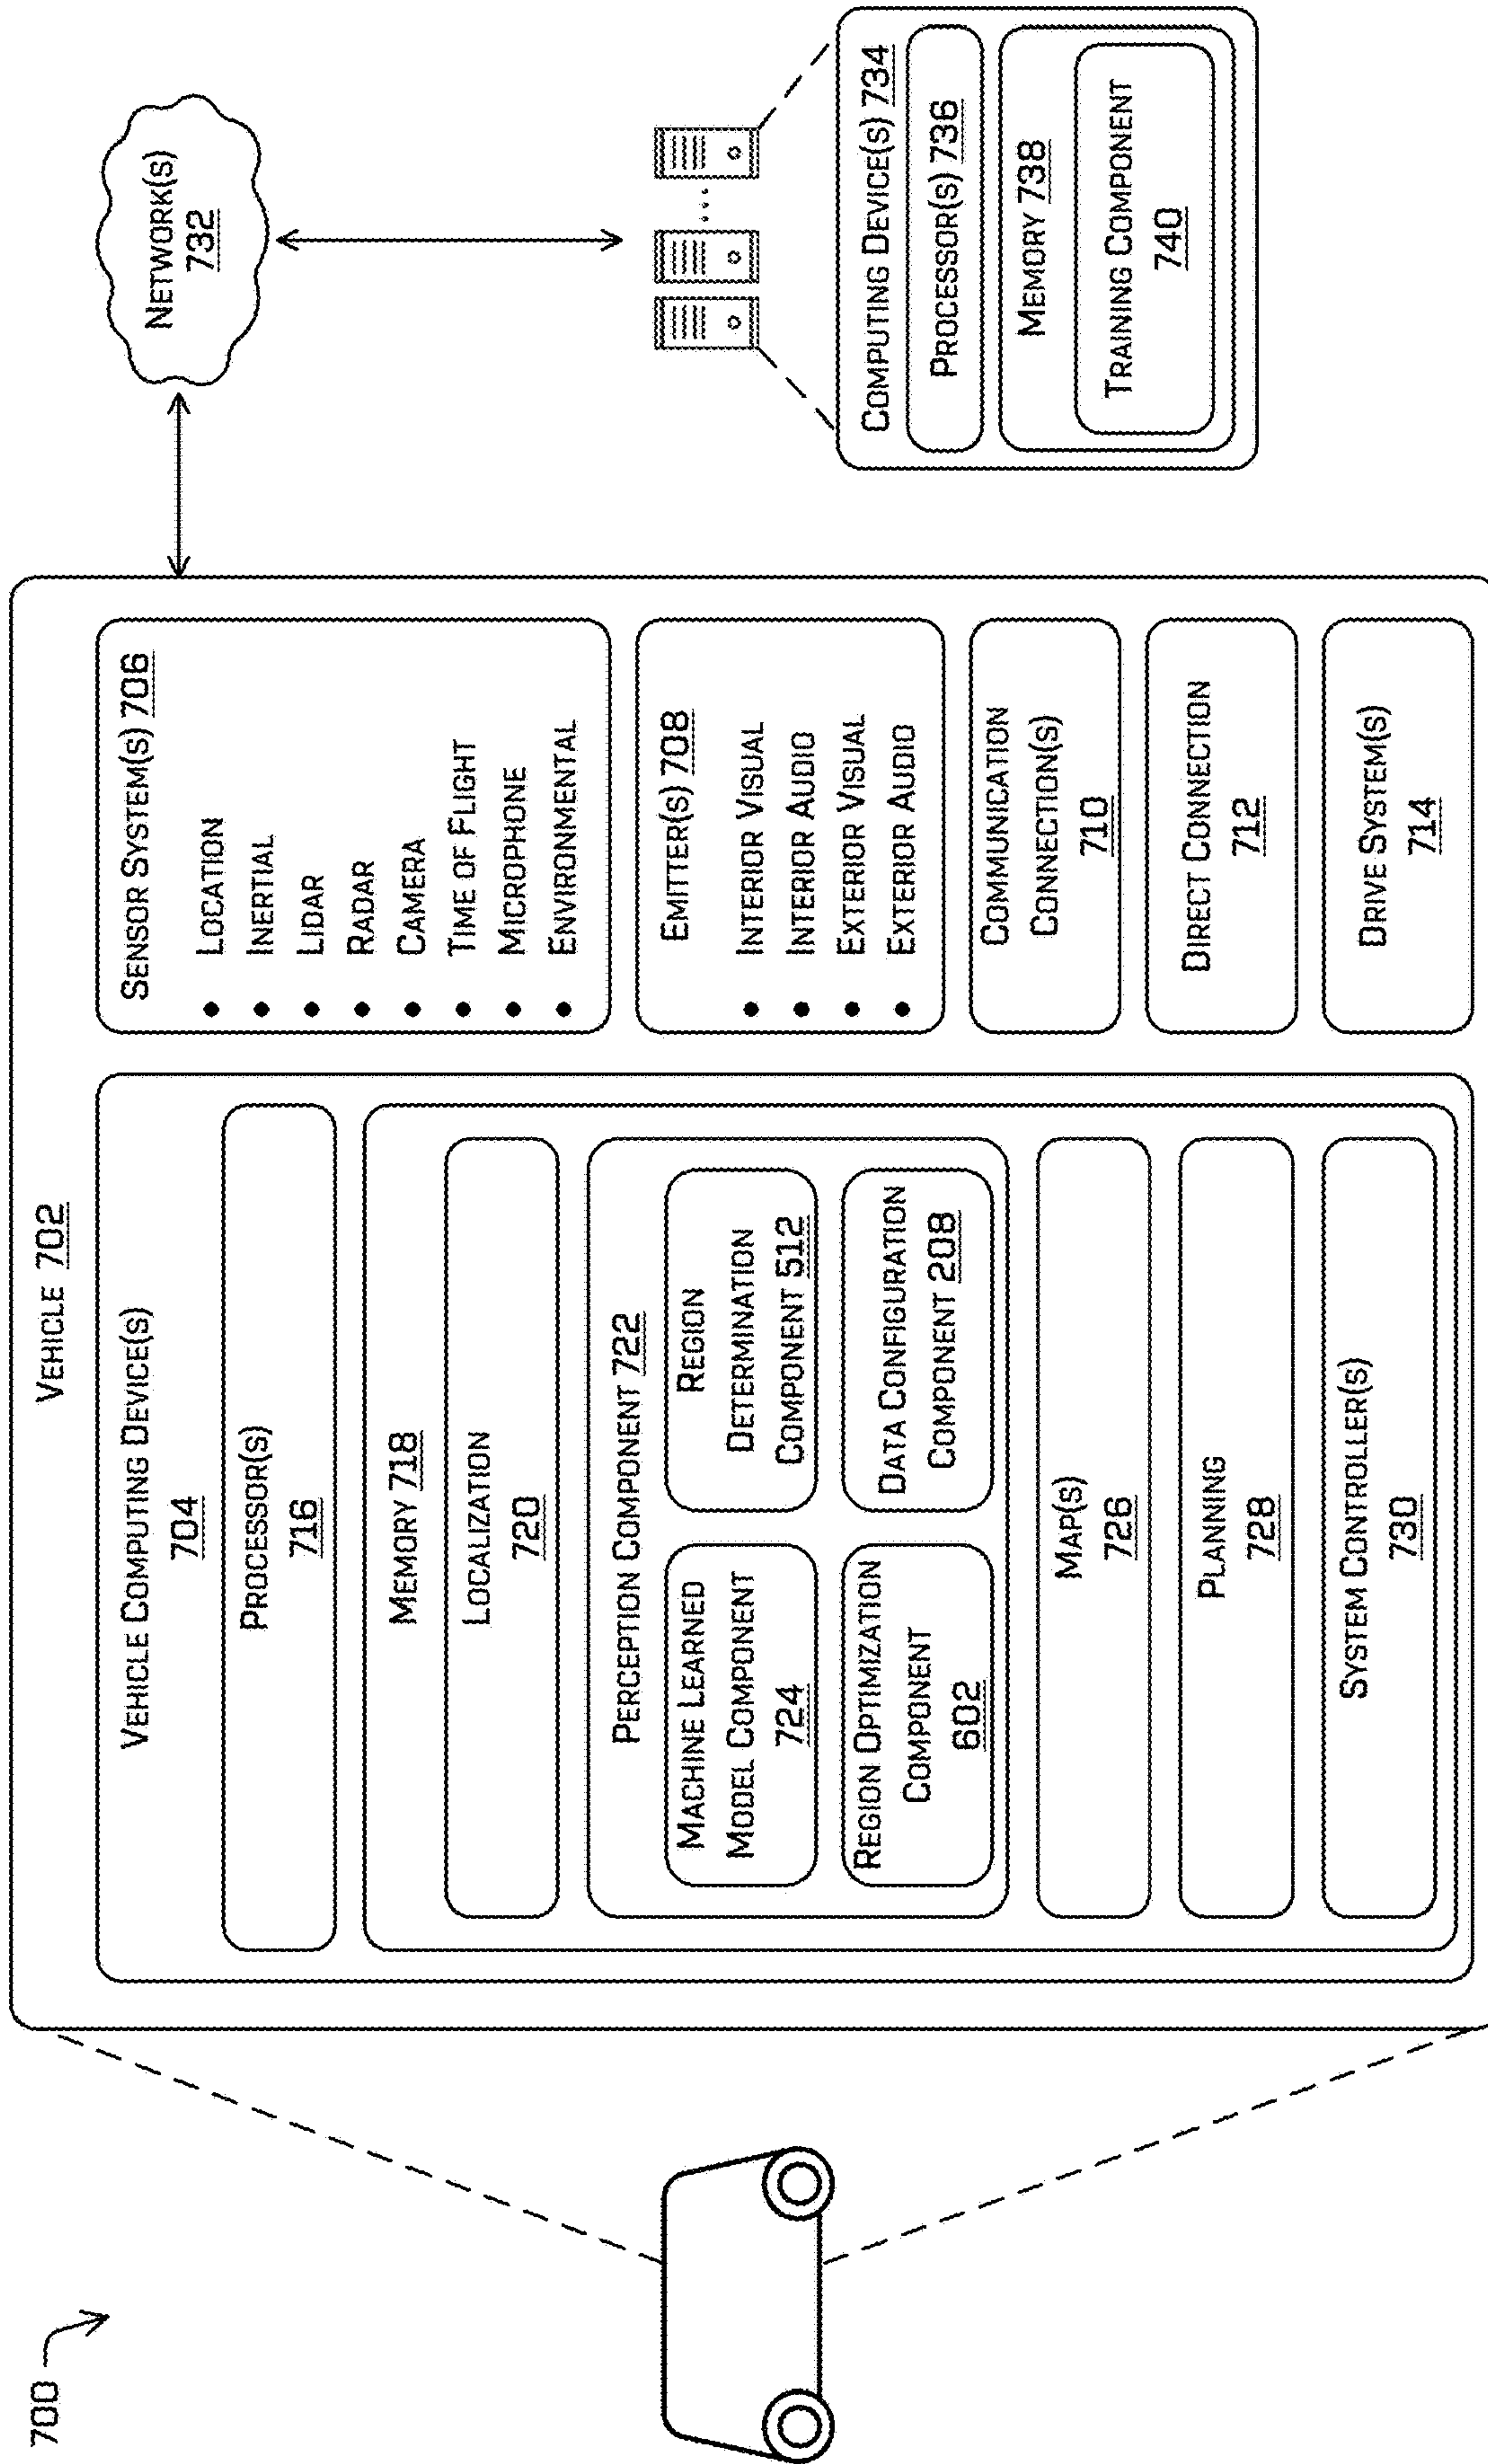 700
VEHICLE 702
VEHICLE COMPUTING DEVICE(S)
704
PROCESSOR(S)
716
MEMORY 718
LOCALIZATION
720
PERCEPTION COMPONENT 722
MACHINE LEARNED
MODEL COMPONENT
724
REGION
DETERMINATION
COMPONENT 512
REGION OPTIMIZATION
COMPONENT
602
DATA CONFIGURATION
COMPONENT 208
MAP(S)
726
PLANNING
728
SYSTEM CONTROLLER(S)
730
SENSOR SYSTEM(S) 706
• LOCATION
• INERTIAL
• LIDAR
• RADAR
• CAMERA
• TIME OF FLIGHT
• MICROPHONE
• ENVIRONMENTAL
EMITTER(S) 708
• INTERIOR VISUAL
• INTERIOR AUDIO
• EXTERIOR VISUAL
• EXTERIOR AUDIO
COMMUNICATION
CONNECTION(S)
710
DIRECT CONNECTION
712
DRIVE SYSTEM(S)
714
NETWORK(S)
732
...
COMPUTING DEVICE(S) 734
PROCESSOR(S) 736
MEMORY 738
TRAINING COMPONENT
740